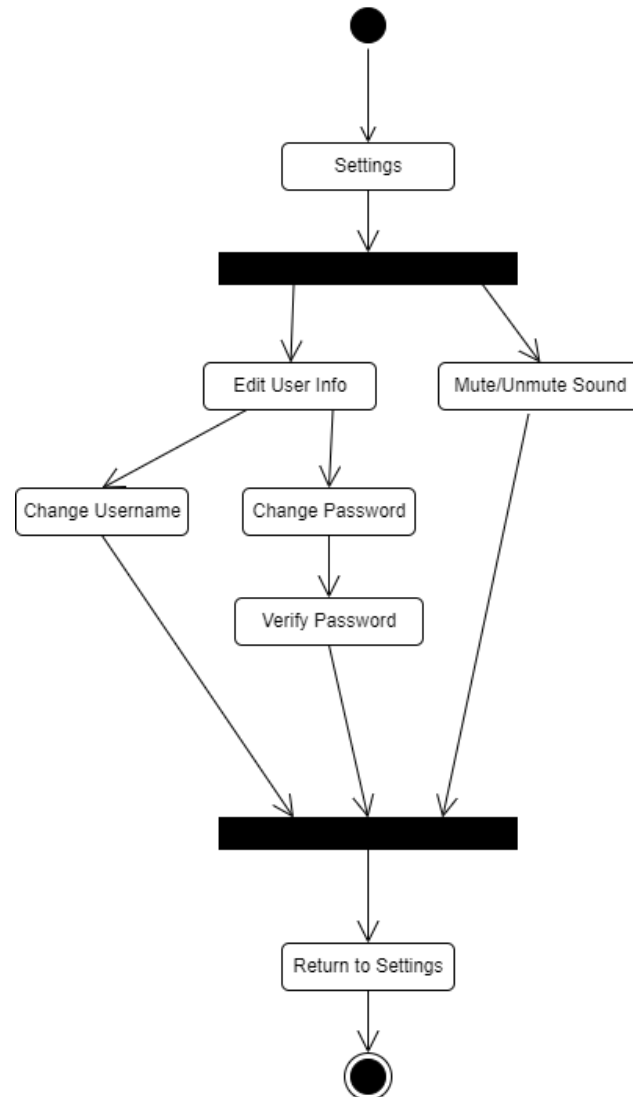 Settings
Edit User Info
Mute/Unmute Sound
Change Username
Change Password
Verify Password
Return to Settings